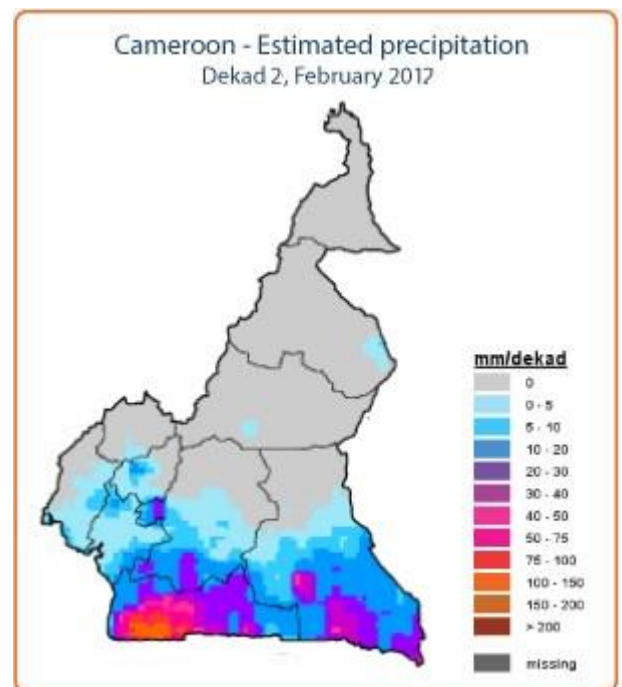 Cameroon - Estimated precipitation
Dekad 2, February 2017
mm/dekad
0
0 - 5
5 - 10
10 - 20
20 - 30
30 - 40
40 - 50
50 - 75
75 - 100
100 - 150
150 - 200
> 200
missing